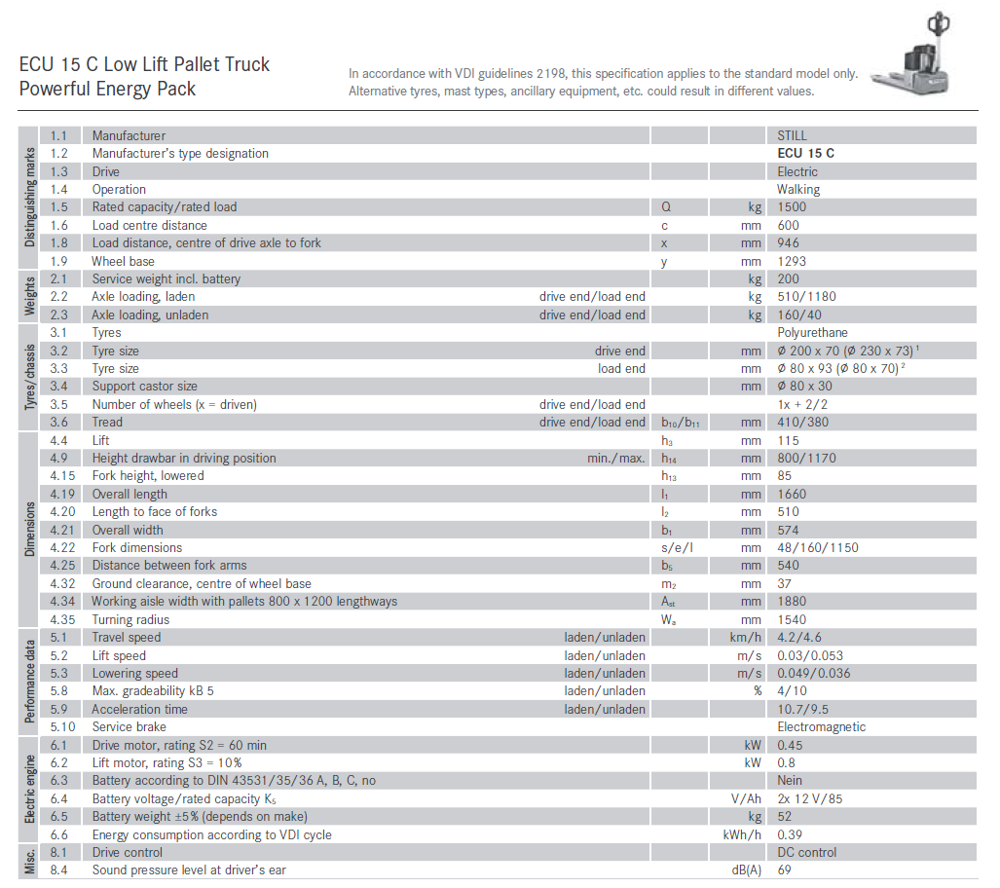 ECU 15 C Low Lift Pallet Truck
Powerful Energy Pack
In accordance with VDI guidelines 2198, this specification applies to the standard model only.
Alternative tyres, mast types, ancillary equipment, etc. could result in different values.
Distinguishing marks
1.1 Manufacturer STILL
1.2 Manufacturer's type designation ECU 15 C
1.3 Drive Electric
1.4 Operation Walking
1.5 Rated capacity/rated load Q kg 1500
1.6 Load centre distance c mm 600
1.8 Load distance, centre of drive axle to fork x mm 946
1.9 Wheel base y mm 1293
Weights
2.1 Service weight incl. battery kg 200
2.2 Axle loading, laden drive end/load end kg 510/1180
2.3 Axle loading, unladen drive end/load end kg 160/40
Tyres/chassis
3.1 Tyres Polyurethane
3.2 Tyre size drive end mm Ø 200 x 70 (Ø 230 x 73) ¹
3.3 Tyre size load end mm Ø 80 x 93 (Ø 80 x 70) ²
3.4 Support castor size mm Ø 80 x 30
3.5 Number of wheels (x = driven) drive end/load end 1x + 2/2
3.6 Tread drive end/load end b₁₀/b₁₁ mm 410/380
Dimensions
4.4 Lift h₃ mm 115
4.9 Height drawbar in driving position min./max. h₁₄ mm 800/1170
4.15 Fork height, lowered h₁₃ mm 85
4.19 Overall length l₁ mm 1660
4.20 Length to face of forks l₂ mm 510
4.21 Overall width b₁ mm 574
4.22 Fork dimensions s/e/l mm 48/160/1150
4.25 Distance between fork arms b₅ mm 540
4.32 Ground clearance, centre of wheel base m₂ mm 37
4.34 Working aisle width with pallets 800 x 1200 lengthways Aₛₜ mm 1880
4.35 Turning radius Wₐ mm 1540
Performance data
5.1 Travel speed laden/unladen km/h 4.2/4.6
5.2 Lift speed laden/unladen m/s 0.03/0.053
5.3 Lowering speed laden/unladen m/s 0.049/0.036
5.8 Max. gradeability kB 5 laden/unladen % 4/10
5.9 Acceleration time laden/unladen 10.7/9.5
5.10 Service brake Electromagnetic
Electric engine
6.1 Drive motor, rating S2 = 60 min kW 0.45
6.2 Lift motor, rating S3 = 10% kW 0.8
6.3 Battery according to DIN 43531/35/36 A, B, C, no Nein
6.4 Battery voltage/rated capacity K₅ V/Ah 2x 12 V/85
6.5 Battery weight ±5% (depends on make) kg 52
6.6 Energy consumption according to VDI cycle kWh/h 0.39
Misc.
8.1 Drive control DC control
8.4 Sound pressure level at driver's ear dB(A) 69